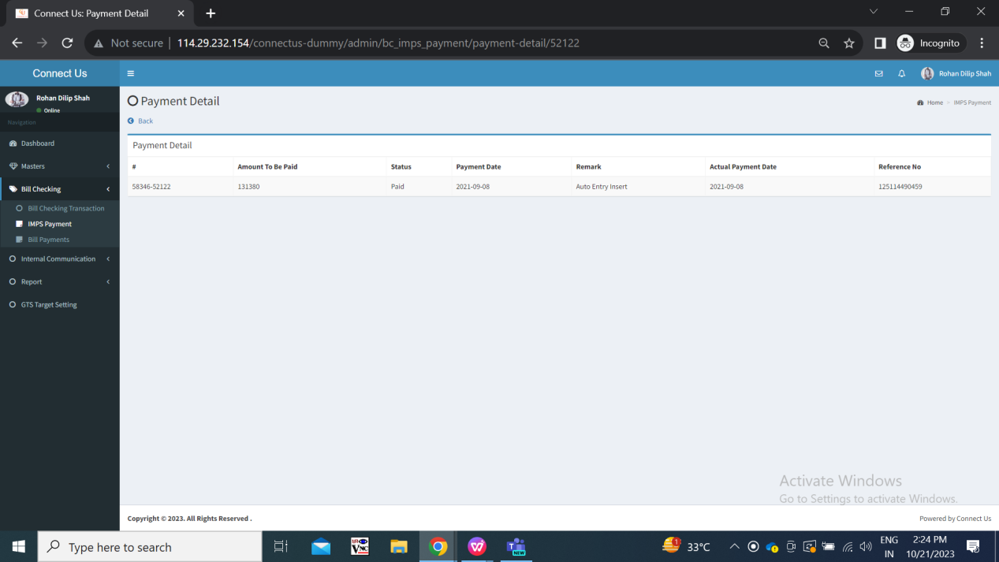 Connect Us: Payment Detail
Not secure | 114.29.232.154/connectus-dummy/admin/bc_imps_payment/payment-detail/52122
Incognito
Connect Us
Rohan Dilip Shah
Rohan Dilip Shah
Online
Navigation
Dashboard
Masters
Bill Checking
Bill Checking Transaction
IMPS Payment
Bill Payments
Internal Communication
Report
GTS Target Setting
Payment Detail
Home > IMPS Payment
Back
Payment Detail
# Amount To Be Paid Status Payment Date Remark Actual Payment Date Reference No
58346-52122 131380 Paid 2021-09-08 Auto Entry Insert 2021-09-08 125114490459
Activate Windows
Go to Settings to activate Windows.
Copyright © 2023. All Rights Reserved .
Powered by Connect Us
Type here to search
VNC
W
T
NEW
1
33°C
ENG
IN
2:24 PM
10/21/2023